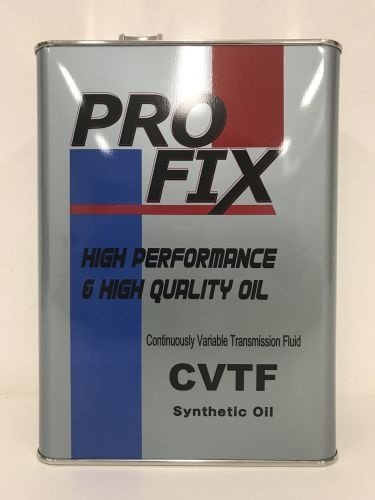 PRO
FIX
HIGH PERFORMANCE
& HIGH QUALITY OIL
Continuously Variable Transmission Fluid
CVTF
Synthetic Oil